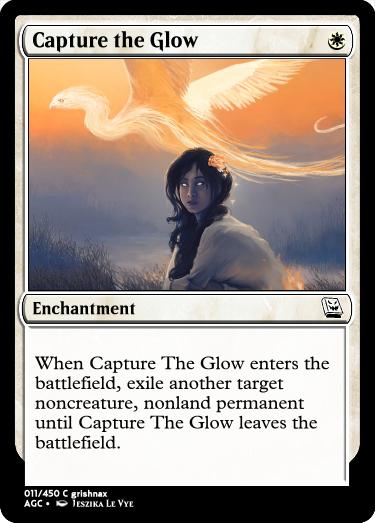 Capture the Glow
Enchantment
When Capture The Glow enters the
battlefield, exile another target
noncreature, nonland permanent
until Capture The Glow leaves the
battlefield.
011/450 C grishnax
AGC • Jeszika Le Vye